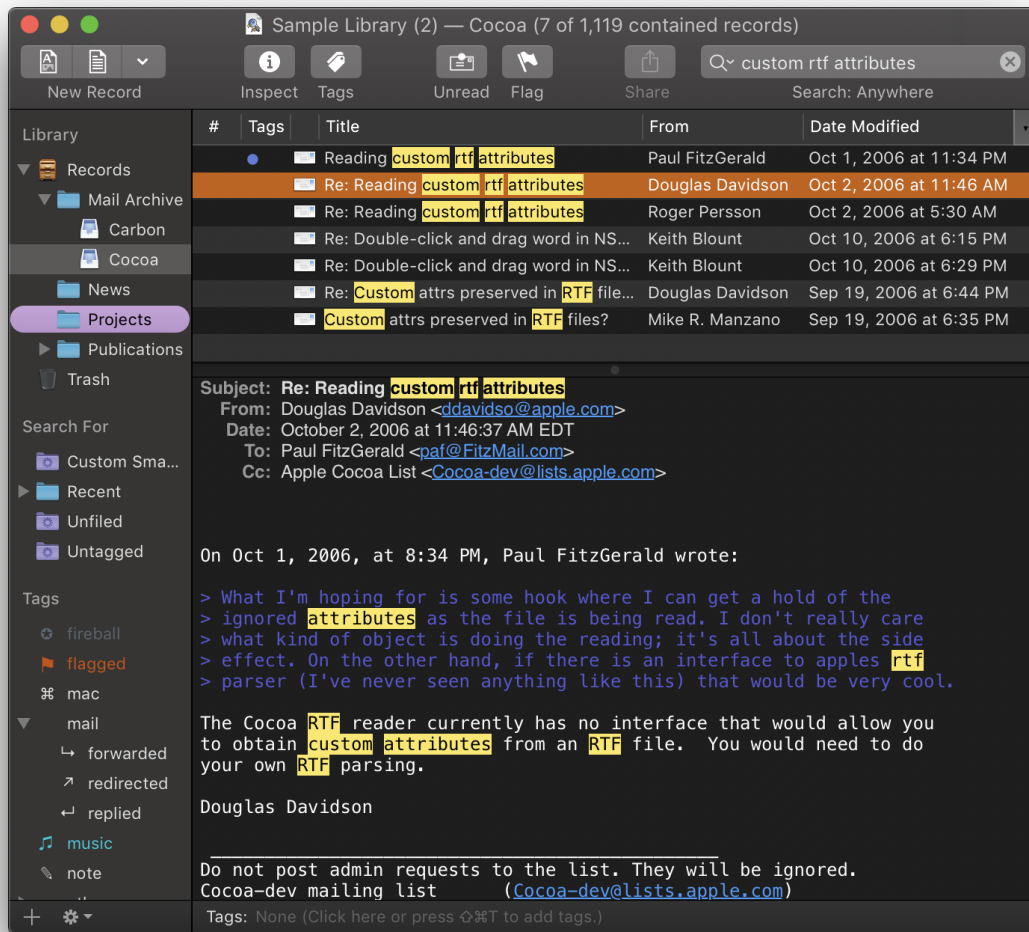 Sample Library (2) — Cocoa (7 of 1,119 contained records)
custom rtf attributes
New Record Inspect Tags Unread Flag Share Search: Anywhere
Library
Records
Mail Archive
Carbon
Cocoa
News
Projects
Publications
Trash
Search For
Custom Sma...
Recent
Unfiled
Untagged
Tags
fireball
flagged
mac
mail
forwarded
redirected
replied
music
note
# Tags Title From Date Modified
Reading custom rtf attributes Paul FitzGerald Oct 1, 2006 at 11:34 PM
Re: Reading custom rtf attributes Douglas Davidson Oct 2, 2006 at 11:46 AM
Re: Reading custom rtf attributes Roger Persson Oct 2, 2006 at 5:30 AM
Re: Double-click and drag word in NS... Keith Blount Oct 10, 2006 at 6:15 PM
Re: Double-click and drag word in NS... Keith Blount Oct 10, 2006 at 6:29 PM
Re: Custom attrs preserved in RTF file... Douglas Davidson Sep 19, 2006 at 6:44 PM
Custom attrs preserved in RTF files? Mike R. Manzano Sep 19, 2006 at 6:35 PM
Subject: Re: Reading custom rtf attributes
From: Douglas Davidson <ddavidso@apple.com>
Date: October 2, 2006 at 11:46:37 AM EDT
To: Paul FitzGerald <paf@FitzMail.com>
Cc: Apple Cocoa List <Cocoa-dev@lists.apple.com>
On Oct 1, 2006, at 8:34 PM, Paul FitzGerald wrote:
> What I'm hoping for is some hook where I can get a hold of the
> ignored attributes as the file is being read. I don't really care
> what kind of object is doing the reading; it's all about the side
> effect. On the other hand, if there is an interface to apples rtf
> parser (I've never seen anything like this) that would be very cool.
The Cocoa RTF reader currently has no interface that would allow you
to obtain custom attributes from an RTF file. You would need to do
your own RTF parsing.
Douglas Davidson
_______________________________________________
Do not post admin requests to the list. They will be ignored.
Cocoa-dev mailing list (Cocoa-dev@lists.apple.com)
Tags: None (Click here or press ⇧⌘T to add tags.)